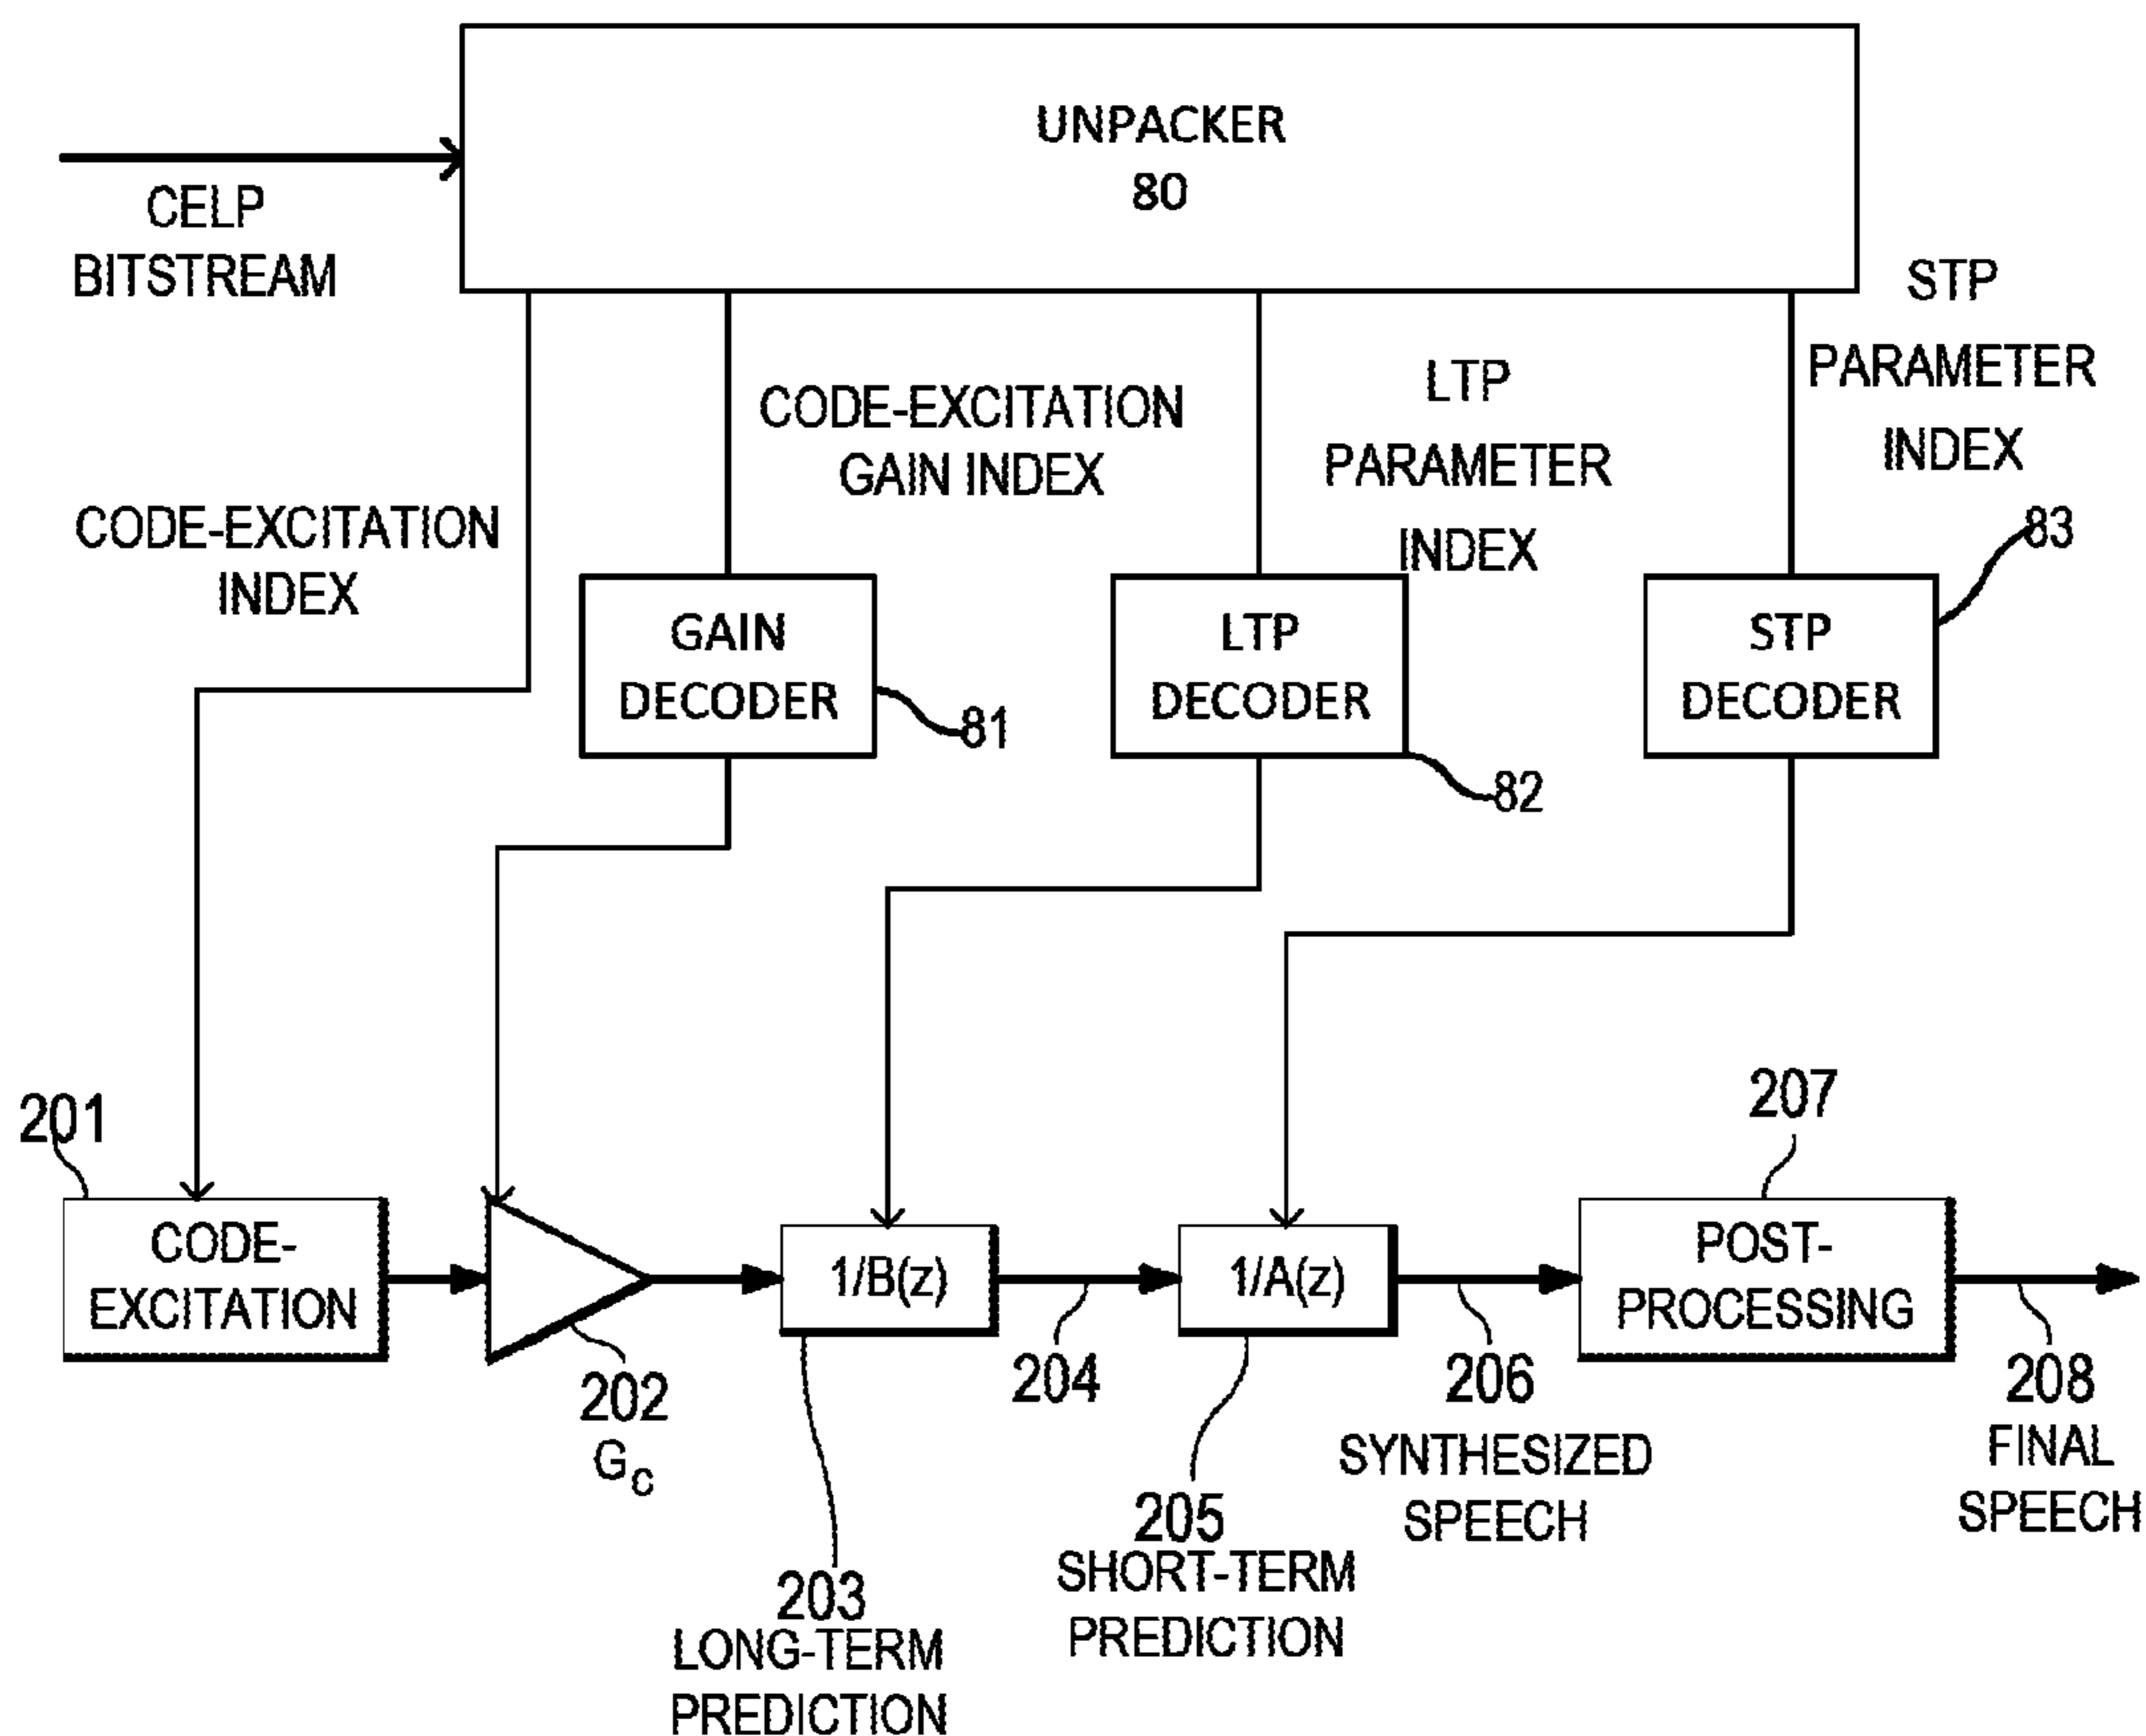 UNPACKER
80
CELP
BITSTREAM
STP
PARAMETER
INDEX
LTP
PARAMETER
INDEX
CODE-EXCITATION
GAIN INDEX
CODE-EXCITATION
INDEX
83
GAIN
DECODER
81
LTP
DECODER
82
STP
DECODER
201
CODE-
EXCITATION
202
Gc
1/B(z)
203
LONG-TERM
PREDICTION
204
1/A(z)
205
SHORT-TERM
PREDICTION
206
SYNTHESIZED
SPEECH
207
POST-
PROCESSING
208
FINAL
SPEECH